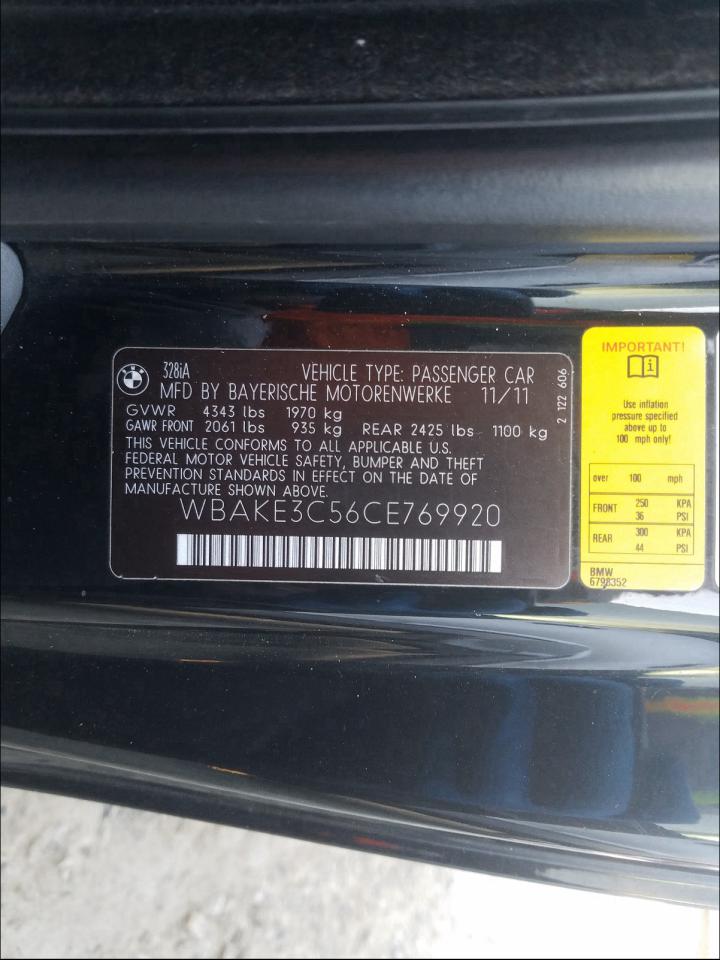 328iA VEHICLE TYPE: PASSENGER CAR
MFD BY BAYERISCHE MOTORENWERKE 11/11
GVWR 4343 lbs 1970 kg
GAWR FRONT 2061 lbs 935 kg REAR 2425 lbs 1100 kg
THIS VEHICLE CONFORMS TO ALL APPLICABLE U.S.
FEDERAL MOTOR VEHICLE SAFETY, BUMPER AND THEFT
PREVENTION STANDARDS IN EFFECT ON THE DATE OF
MANUFACTURE SHOWN ABOVE.
WBAKE3C56CE769920
2 122 606
IMPORTANT!
Use inflation
pressure specified
above up to
100 mph only!
over 100 mph
FRONT 250 KPA
36 PSI
REAR 300 KPA
44 PSI
BMW
6798352